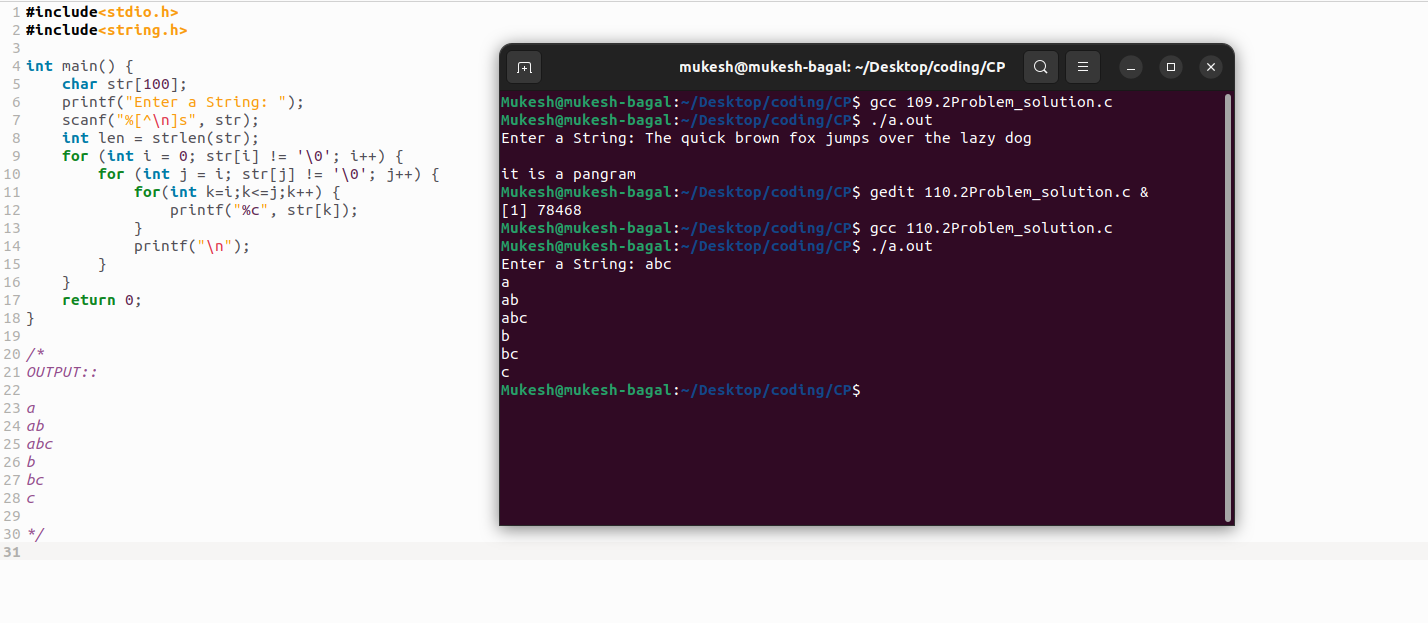 1 #include<stdio.h>
2 #include<string.h>
3
4 int main() {
5     char str[100];
6     printf("Enter a String: ");
7     scanf("%[^\n]s", str);
8     int len = strlen(str);
9     for (int i = 0; str[i] != '\0'; i++) {
10         for (int j = i; str[j] != '\0'; j++) {
11             for(int k=i;k<=j;k++) {
12                 printf("%c", str[k]);
13             }
14             printf("\n");
15         }
16     }
17     return 0;
18 }
19
20 /*
21 OUTPUT::
22
23 a
24 ab
25 abc
26 b
27 bc
28 c
29
30 */
31
mukesh@mukesh-bagal: ~/Desktop/coding/CP
Mukesh@mukesh-bagal:~/Desktop/coding/CP$ gcc 109.2Problem_solution.c
Mukesh@mukesh-bagal:~/Desktop/coding/CP$ ./a.out
Enter a String: The quick brown fox jumps over the lazy dog

it is a pangram
Mukesh@mukesh-bagal:~/Desktop/coding/CP$ gedit 110.2Problem_solution.c &
[1] 78468
Mukesh@mukesh-bagal:~/Desktop/coding/CP$ gcc 110.2Problem_solution.c
Mukesh@mukesh-bagal:~/Desktop/coding/CP$ ./a.out
Enter a String: abc
a
ab
abc
b
bc
c
Mukesh@mukesh-bagal:~/Desktop/coding/CP$